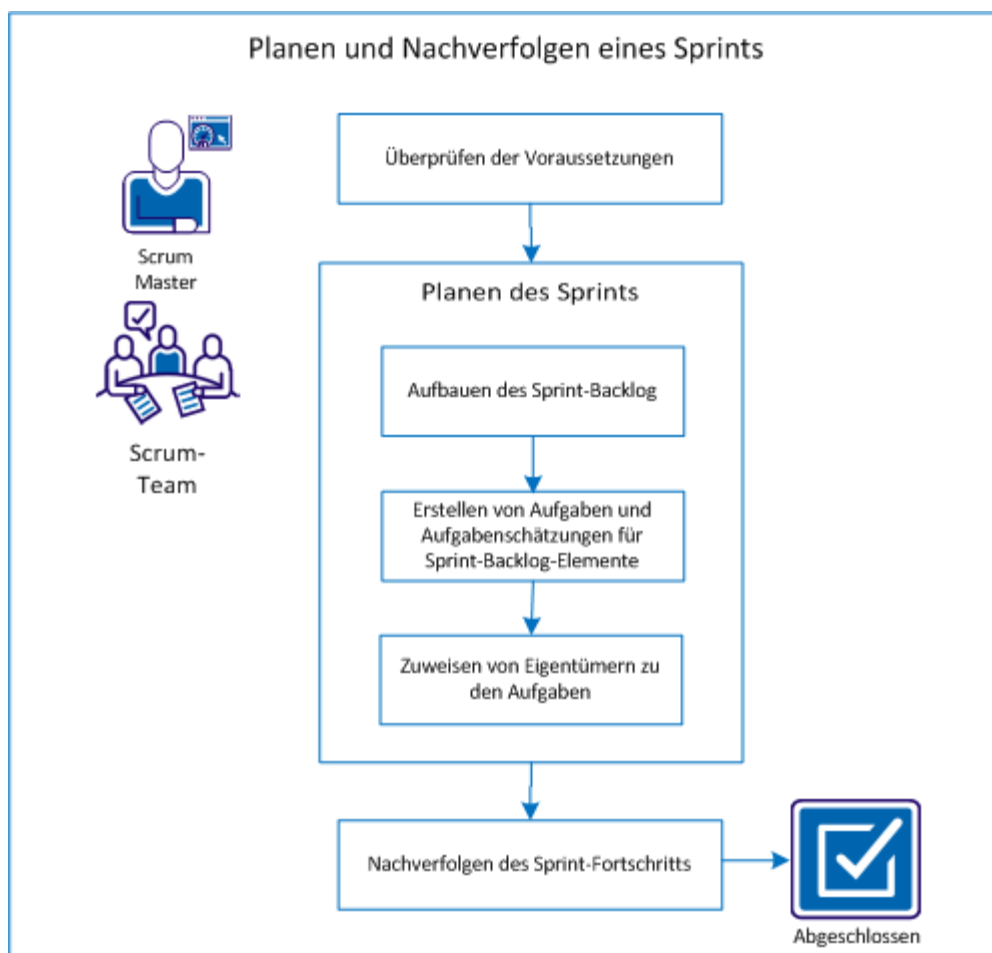 Planen und Nachverfolgen eines Sprints
Scrum
Master
Scrum-
Team
Überprüfen der Voraussetzungen
Planen des Sprints
Aufbauen des Sprint-Backlog
Erstellen von Aufgaben und
Aufgabenschätzungen für
Sprint-Backlog-Elemente
Zuweisen von Eigentümern zu
den Aufgaben
Nachverfolgen des Sprint-Fortschritts
Abgeschlossen